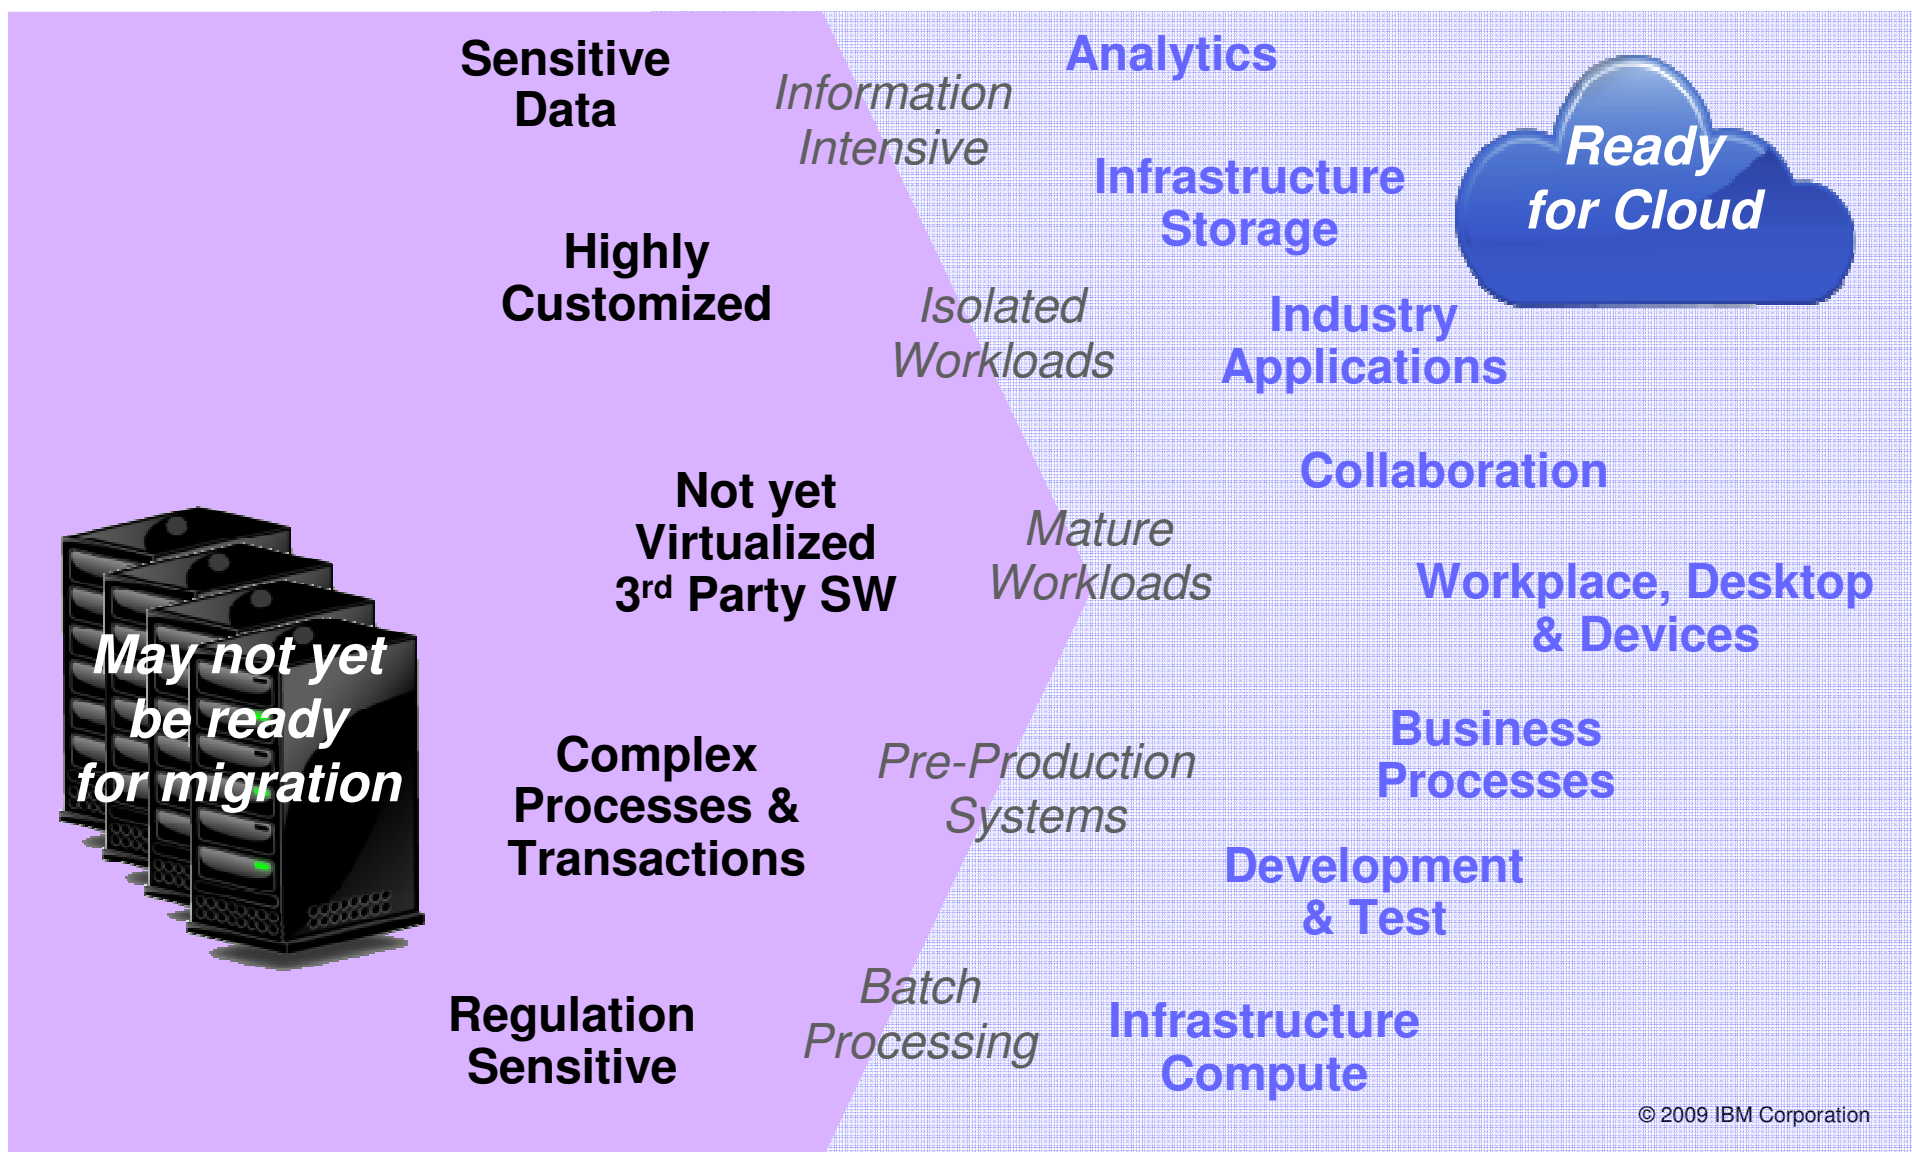 Sensitive
Data
Highly
Customized
Not yet
Virtualized
3rd Party SW
Complex
Processes &
Transactions
Regulation
Sensitive
May not yet
be ready
for migration
Information
Intensive
Isolated
Workloads
Mature
Workloads
Pre-Production
Systems
Batch
Processing
Analytics
Infrastructure
Storage
Industry
Applications
Collaboration
Workplace, Desktop
& Devices
Business
Processes
Development
& Test
Infrastructure
Compute
Ready
for Cloud
© 2009 IBM Corporation